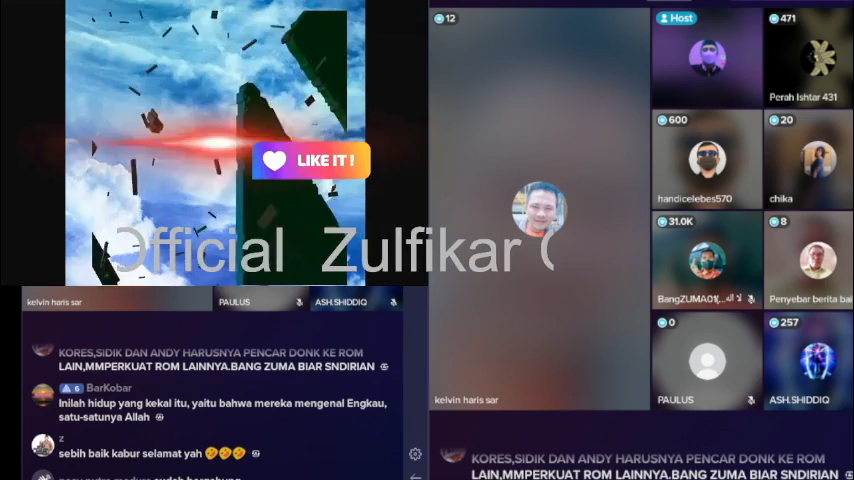 LIKE IT !
Official Zulfikar
kelvin haris sar
PAULUS
ASH.SHIDDIQ
KORES,SIDIK DAN ANDY HARUSNYA PENCAR DONK KE ROM
LAIN,MMPERKUAT ROM LAINNYA.BANG ZUMA BIAR SNDIRIAN
6 BarKobar
Inilah hidup yang kekal itu, yaitu bahwa mereka mengenal Engkau,
satu-satunya Allah
z
sebih baik kabur selamat yah 🤣🤣🤣
12
kelvin haris sar
Host
471
Perah Ishtar 431
600
handicelebes570
20
chika
31.0K
BangZUMA01(...لا اله
8
Penyebar berita bai
0
PAULUS
257
ASH.SHIDDIQ
KORES,SIDIK DAN ANDY HARUSNYA PENCAR DONK KE ROM
LAIN,MMPERKUAT ROM LAINNYA.BANG ZUMA BIAR SNDIRIAN